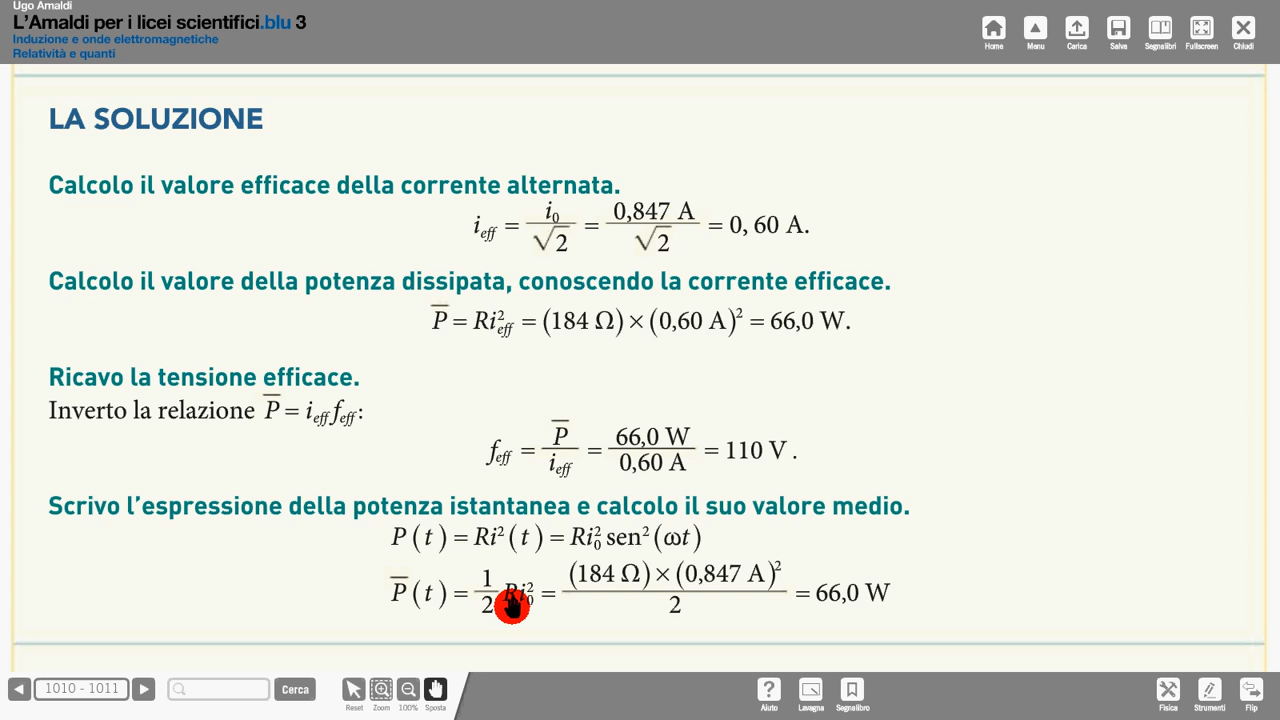 Ugo Amaldi
L'Amaldi per i licei scientifici.blu 3
Induzione e onde elettromagnetiche
Relatività e quanti
Home Menu Carica Salva Segnalibri Fullscreen Chiudi
LA SOLUZIONE
Calcolo il valore efficace della corrente alternata.
i_eff = i_0 / √2 = 0,847 A / √2 = 0, 60 A.
Calcolo il valore della potenza dissipata, conoscendo la corrente efficace.
P̅ = Ri²_eff = (184 Ω) × (0,60 A)² = 66,0 W.
Ricavo la tensione efficace.
Inverto la relazione P̅ = i_eff f_eff:
f_eff = P̅ / i_eff = 66,0 W / 0,60 A = 110 V .
Scrivo l'espressione della potenza istantanea e calcolo il suo valore medio.
P(t) = Ri²(t) = Ri²_0 sen²(ωt)
P̅(t) = 1/2 Ri²_0 = (184 Ω) × (0,847 A)² / 2 = 66,0 W
1010 - 1011 Cerca Reset Zoom 100% Sposta Aiuto Lavagna Segnalibro Fisica Strumenti Flip